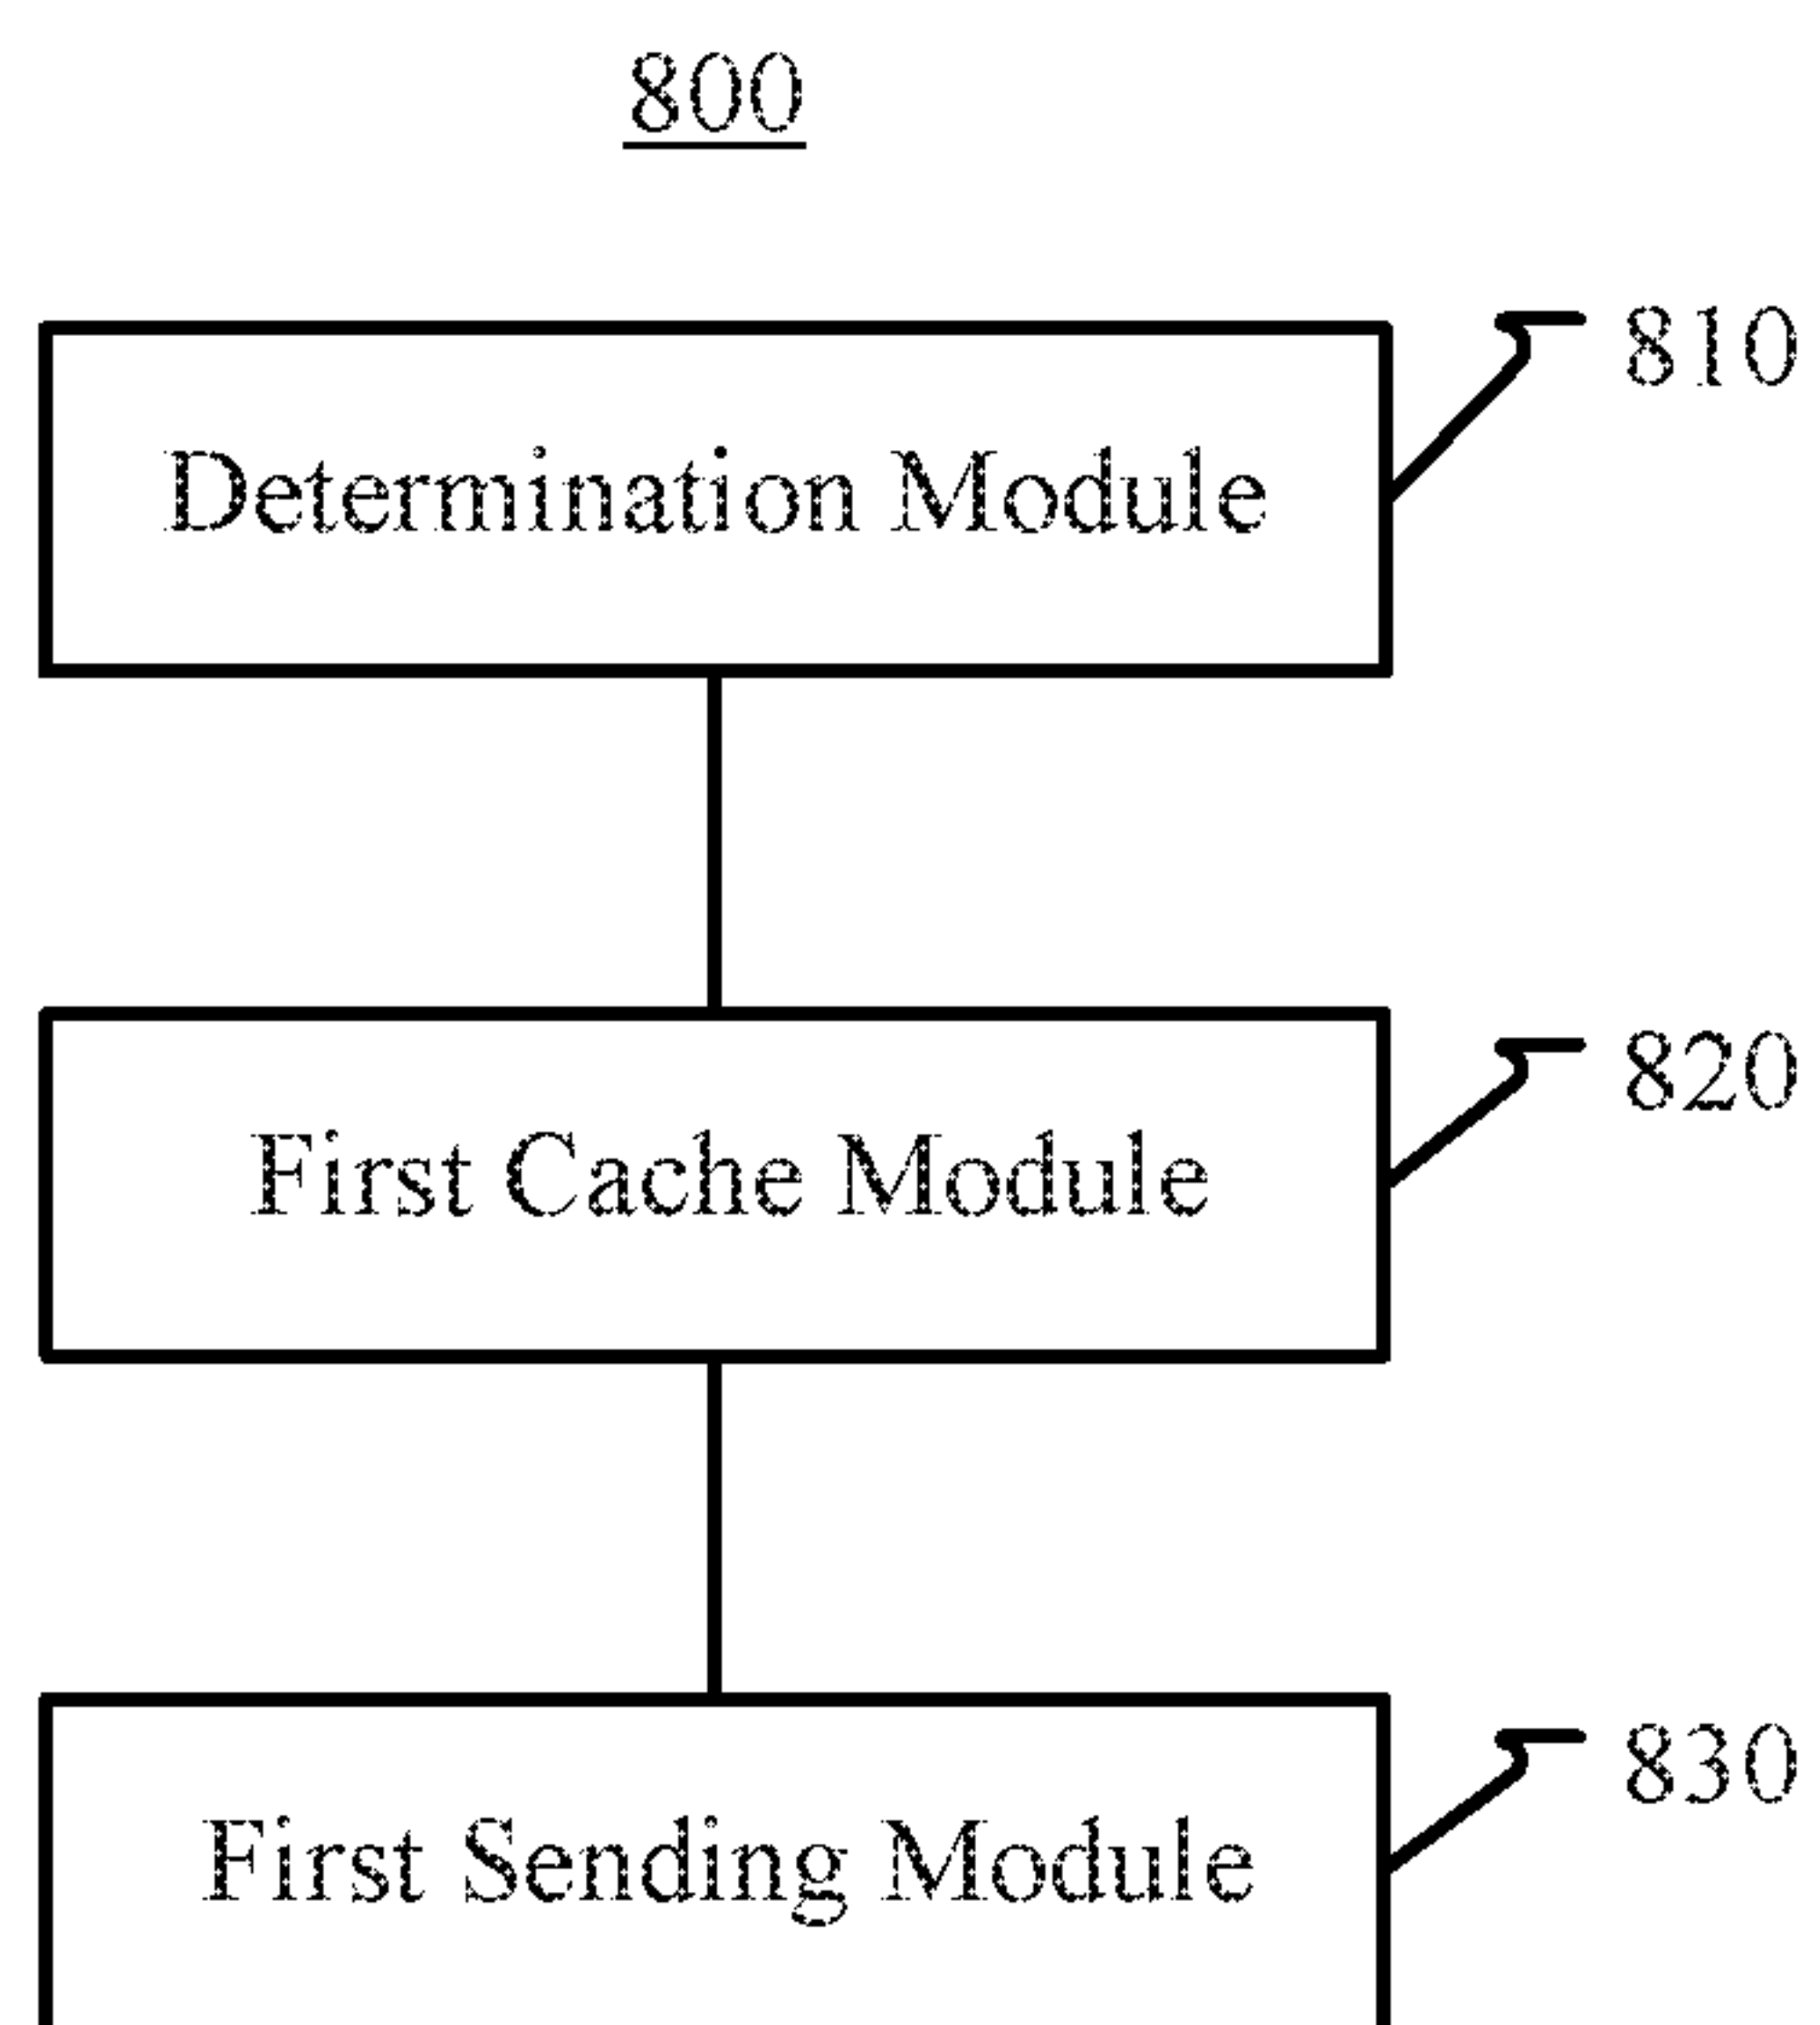 800
810
Determination Module
820
First Cache Module
830
First Sending Module